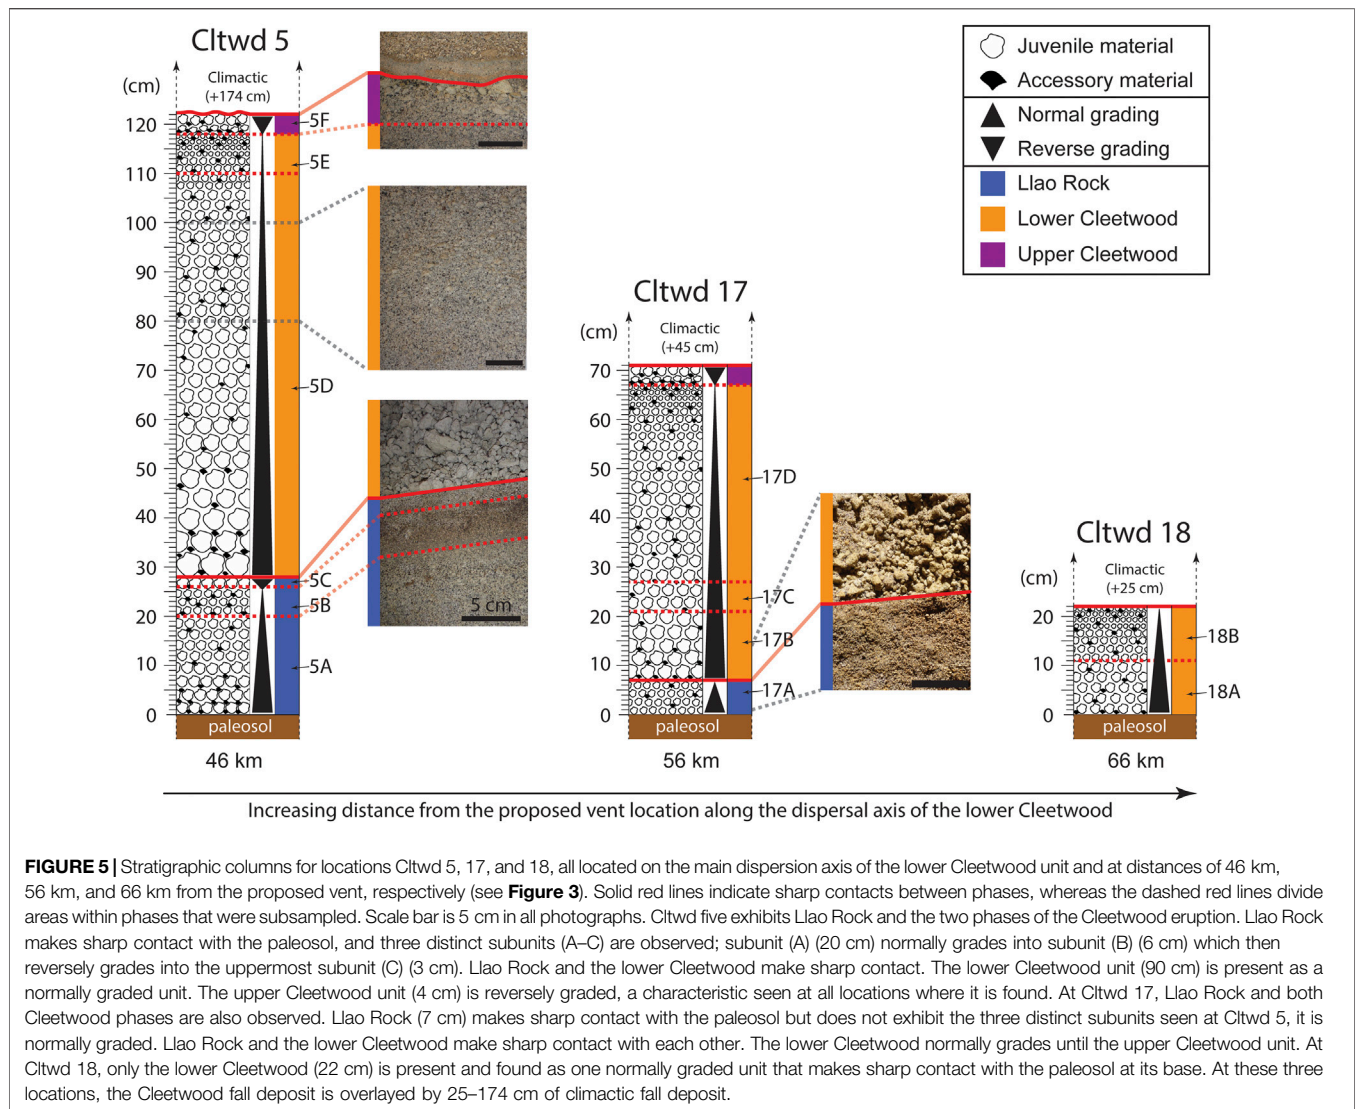 Cltwd 5
Climactic
(+174 cm)
(cm)
120
110
100
90
80
70
60
50
40
30
20
10
0
5F
5E
5D
5C
5B
5A
5 cm
paleosol
46 km
Cltwd 17
Climactic
(+45 cm)
(cm)
70
60
50
40
30
20
10
0
17D
17C
17B
17A
paleosol
56 km
Cltwd 18
Climactic
(+25 cm)
(cm)
20
10
0
18B
18A
paleosol
66 km
Juvenile material
Accessory material
Normal grading
Reverse grading
Llao Rock
Lower Cleetwood
Upper Cleetwood
Increasing distance from the proposed vent location along the dispersal axis of the lower Cleetwood
FIGURE 5 | Stratigraphic columns for locations Cltwd 5, 17, and 18, all located on the main dispersion axis of the lower Cleetwood unit and at distances of 46 km,
56 km, and 66 km from the proposed vent, respectively (see Figure 3). Solid red lines indicate sharp contacts between phases, whereas the dashed red lines divide
areas within phases that were subsampled. Scale bar is 5 cm in all photographs. Cltwd five exhibits Llao Rock and the two phases of the Cleetwood eruption. Llao Rock
makes sharp contact with the paleosol, and three distinct subunits (A–C) are observed; subunit (A) (20 cm) normally grades into subunit (B) (6 cm) which then
reversely grades into the uppermost subunit (C) (3 cm). Llao Rock and the lower Cleetwood make sharp contact. The lower Cleetwood unit (90 cm) is present as a
normally graded unit. The upper Cleetwood unit (4 cm) is reversely graded, a characteristic seen at all locations where it is found. At Cltwd 17, Llao Rock and both
Cleetwood phases are also observed. Llao Rock (7 cm) makes sharp contact with the paleosol but does not exhibit the three distinct subunits seen at Cltwd 5, it is
normally graded. Llao Rock and the lower Cleetwood make sharp contact with each other. The lower Cleetwood normally grades until the upper Cleetwood unit. At
Cltwd 18, only the lower Cleetwood (22 cm) is present and found as one normally graded unit that makes sharp contact with the paleosol at its base. At these three
locations, the Cleetwood fall deposit is overlayed by 25–174 cm of climactic fall deposit.